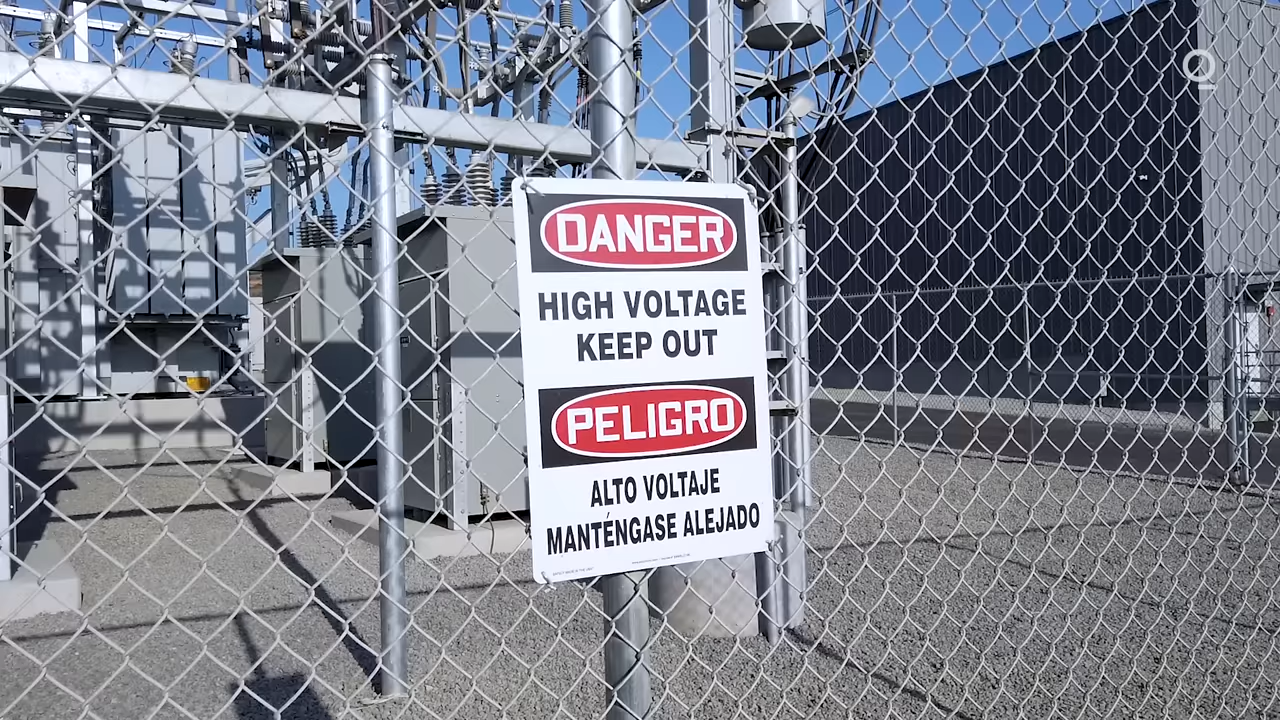 DANGER
HIGH VOLTAGE
KEEP OUT
PELIGRO
ALTO VOLTAJE
MANTÉNGASE ALEJADO